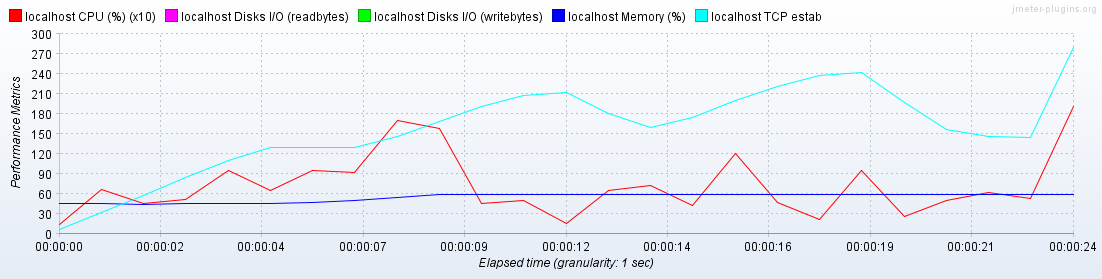 localhost CPU (%) (x10) localhost Disks I/O (readbytes) localhost Disks I/O (writebytes) localhost Memory (%) localhost TCP estab
jmeter-plugins.org
300
270
240
210
180
150
120
90
60
30
0
Performance Metrics
00:00:00 00:00:02 00:00:04 00:00:07 00:00:09 00:00:12 00:00:14 00:00:16 00:00:19 00:00:21 00:00:24
Elapsed time (granularity: 1 sec)